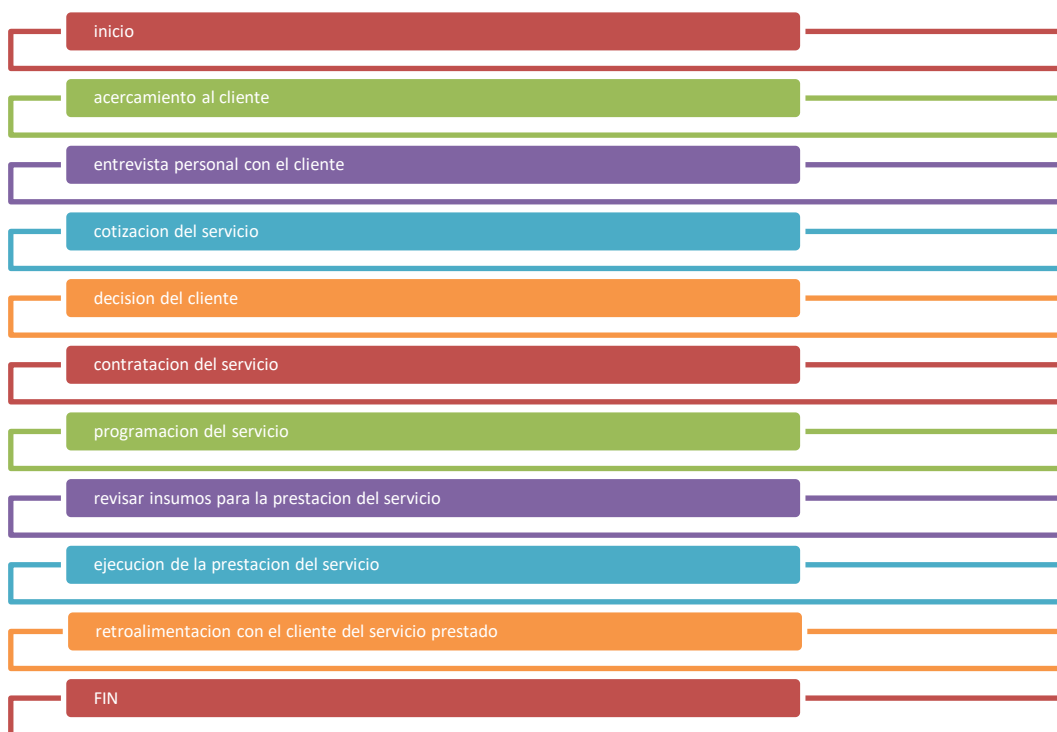 inicio
acercamiento al cliente
entrevista personal con el cliente
cotizacion del servicio
decision del cliente
contratacion del servicio
programacion del servicio
revisar insumos para la prestacion del servicio
ejecucion de la prestacion del servicio
retroalimentacion con el cliente del servicio prestado
FIN